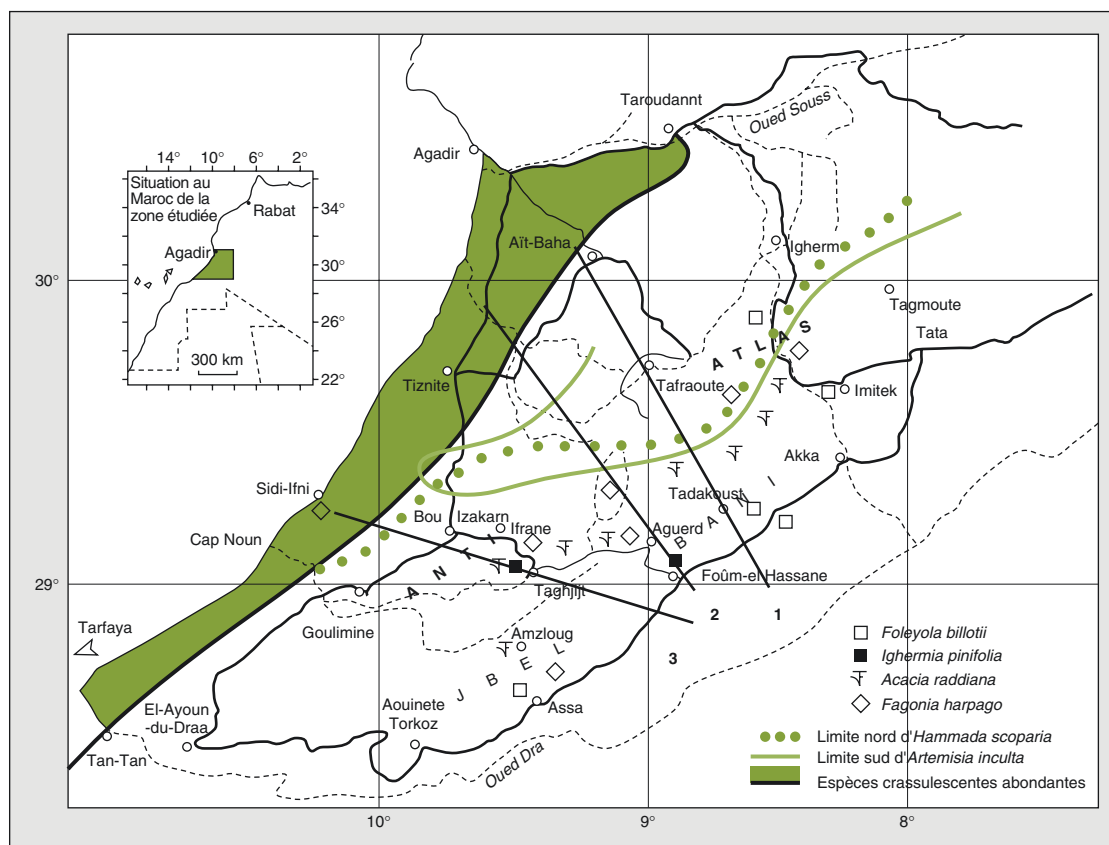 14° 10° 6° 2°
Situation au
Maroc de la
zone étudiée
Rabat
Agadir
34°
30°
26°
22°
300 km
Taroudannt
Oued Souss
Agadir
Aït-Baha
Igherm
30°
Tagmoute
Tata
ATLAS
Tiznite
Tafraoute
Imitek
Akka
Sidi-Ifni
Tadakoust
Bou Izakarn
Ifrane
Aguerd
BANI
Cap Noun
ANTI
29°
Taghjijt
Foûm-el Hassane
Goulimine
2
1
Tarfaya
Amzloug
3
JBEL
El-Ayoun
-du-Draa
Aouinete
Torkoz
Assa
Tan-Tan
Oued Dra
Foleyola billotii
Ighermia pinifolia
Acacia raddiana
Fagonia harpago
Limite nord d'Hammada scoparia
Limite sud d'Artemisia inculta
Espèces crassulescentes abondantes
10° 9° 8°